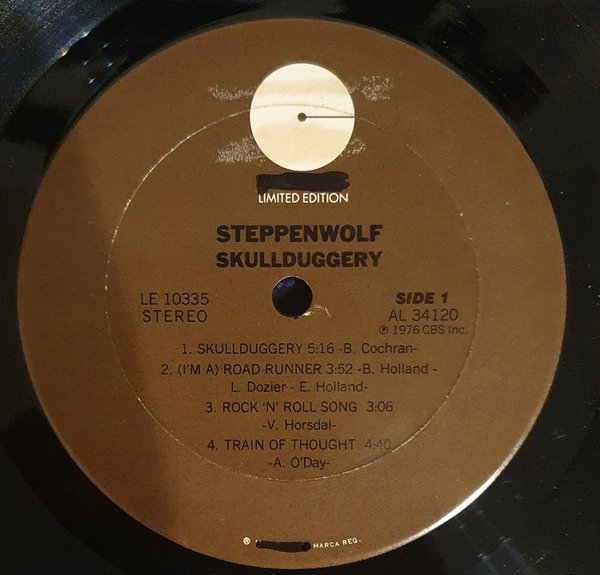 LIMITED EDITION
STEPPENWOLF
SKULLDUGGERY
LE 10335
STEREO
SIDE 1
AL 34120
℗ 1976 CBS Inc.
1. SKULLDUGGERY 5:16 -B. Cochran-
2. (I'M A) ROAD RUNNER 3:52 -B. Holland -
L. Dozier - E. Holland-
3. ROCK 'N' ROLL SONG 3:06
-V. Horsdal-
4. TRAIN OF THOUGHT 4:40
-A. O'Day-
® MARCA REG.